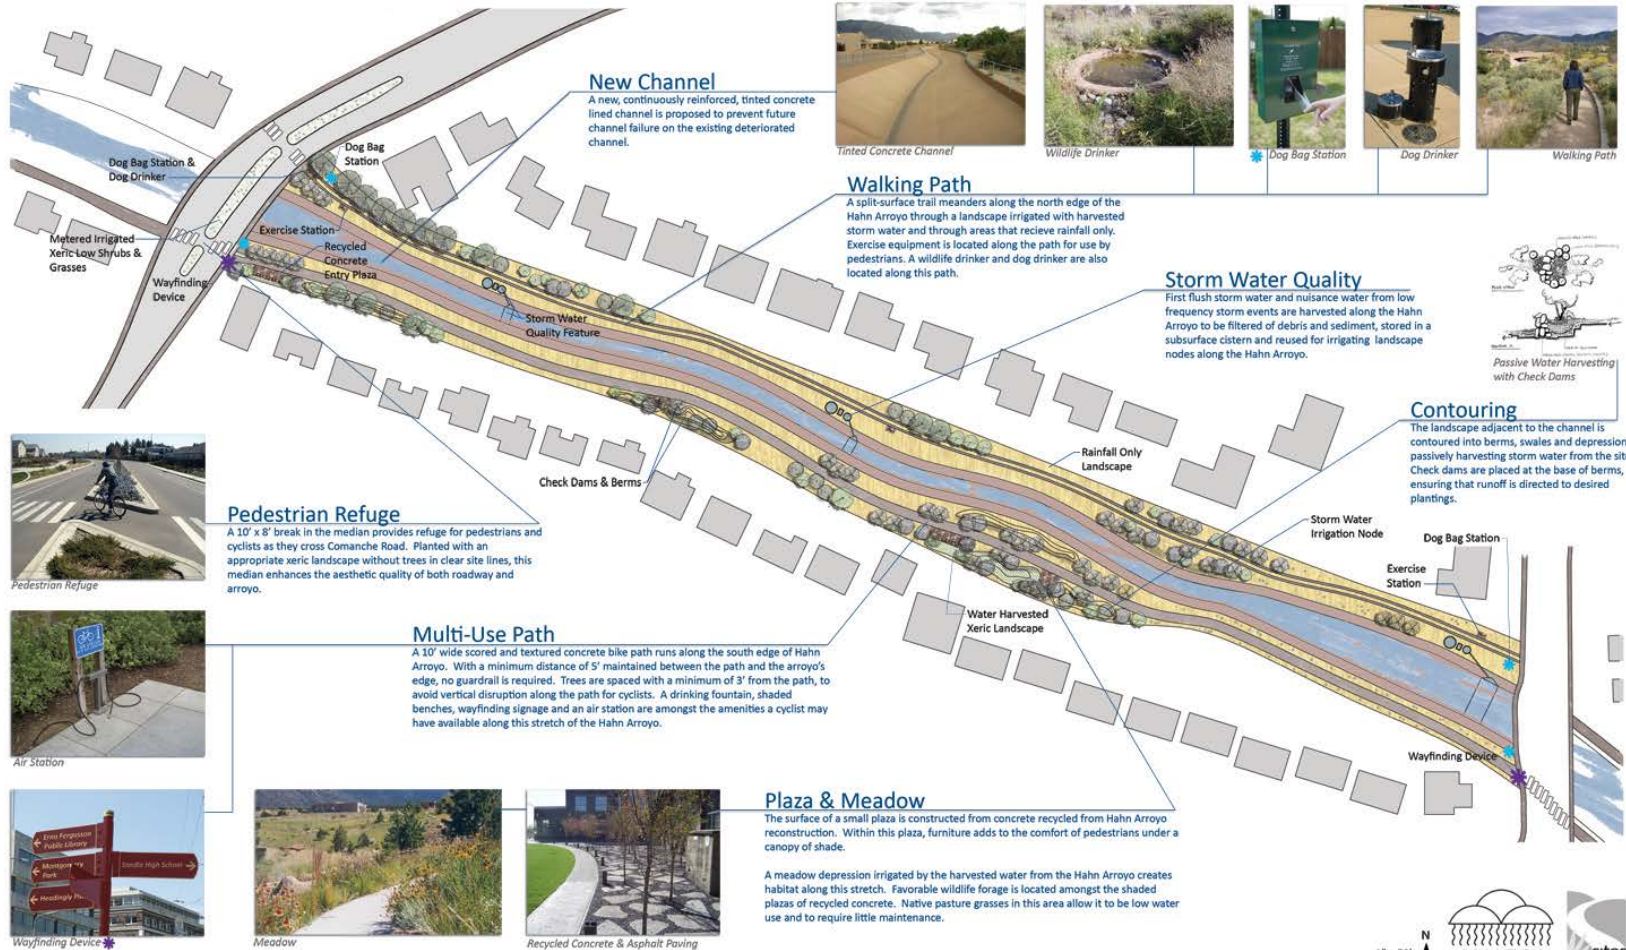 New Channel
A new, continuously reinforced, tinted concrete
lined channel is proposed to prevent future
channel failure on the existing deteriorated
channel.
Tinted Concrete Channel
Wildlife Drinker
Dog Bag Station
Dog Drinker
Walking Path
Dog Bag
Station
Dog Bag Station &
Dog Drinker
Walking Path
A split-surface trail meanders along the north edge of the
Hahn Arroyo through a landscape irrigated with harvested
storm water and through areas that recieve rainfall only.
Exercise equipment is located along the path for use by
pedestrians. A wildlife drinker and dog drinker are also
located along this path.
Metered Irrigated
Xeric Low Shrubs &
Grasses
Exercise Station
Recycled
Concrete
Entry Plaza
Wayfinding
Device
Storm Water
Quality Feature
Storm Water Quality
First flush storm water and nuisance water from low
frequency storm events are harvested along the Hahn
Arroyo to be filtered of debris and sediment, stored in a
subsurface cistern and reused for irrigating landscape
nodes along the Hahn Arroyo.
Passive Water Harvesting
with Check Dams
Contouring
The landscape adjacent to the channel is
contoured into berms, swales and depression
passively harvesting storm water from the sit
Check dams are placed at the base of berms,
ensuring that runoff is directed to desired
plantings.
Rainfall Only
Landscape
Check Dams & Berms
Pedestrian Refuge
A 10' x 8' break in the median provides refuge for pedestrians and
cyclists as they cross Comanche Road. Planted with an
appropriate xeric landscape without trees in clear site lines, this
median enhances the aesthetic quality of both roadway and
arroyo.
Pedestrian Refuge
Storm Water
Irrigation Node
Dog Bag Station
Exercise
Station
Water Harvested
Xeric Landscape
Multi-Use Path
A 10' wide scored and textured concrete bike path runs along the south edge of Hahn
Arroyo. With a minimum distance of 5' maintained between the path and the arroyo's
edge, no guardrail is required. Trees are spaced with a minimum of 3' from the path, to
avoid vertical disruption along the path for cyclists. A drinking fountain, shaded
benches, wayfinding signage and an air station are amongst the amenities a cyclist may
have available along this stretch of the Hahn Arroyo.
Air Station
Wayfinding Device
Plaza & Meadow
The surface of a small plaza is constructed from concrete recycled from Hahn Arroyo
reconstruction. Within this plaza, furniture adds to the comfort of pedestrians under a
canopy of shade.
A meadow depression irrigated by the harvested water from the Hahn Arroyo creates
habitat along this stretch. Favorable wildlife forage is located amongst the shaded
plazas of recycled concrete. Native pasture grasses in this area allow it to be low water
use and to require little maintenance.
Erna Fergusson
Public Library
Montgomery
Park
Sandia High School
Wayfinding Device
Meadow
Recycled Concrete & Asphalt Paving
N